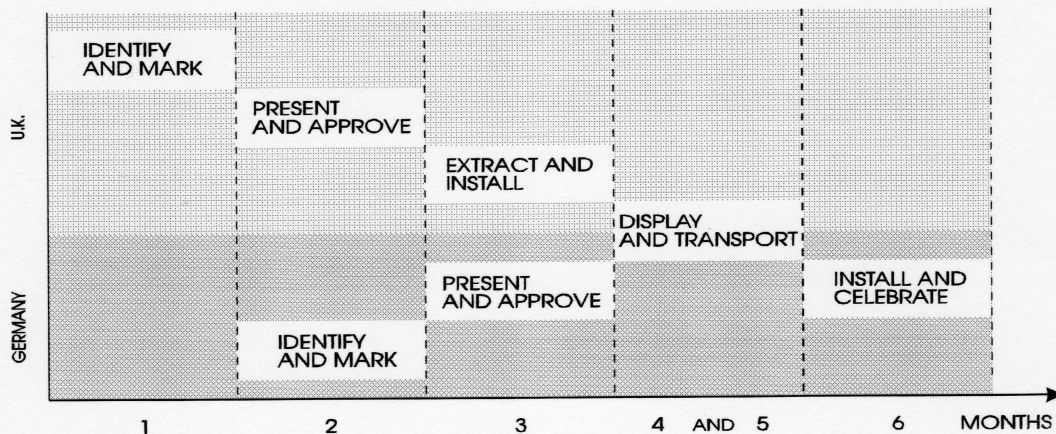 IDENTIFY
AND MARK
PRESENT
AND APPROVE
EXTRACT AND
INSTALL
DISPLAY
AND TRANSPORT
PRESENT
AND APPROVE
INSTALL AND
CELEBRATE
IDENTIFY
AND MARK
U.K.
GERMANY
1 2 3 4 AND 5 6 MONTHS